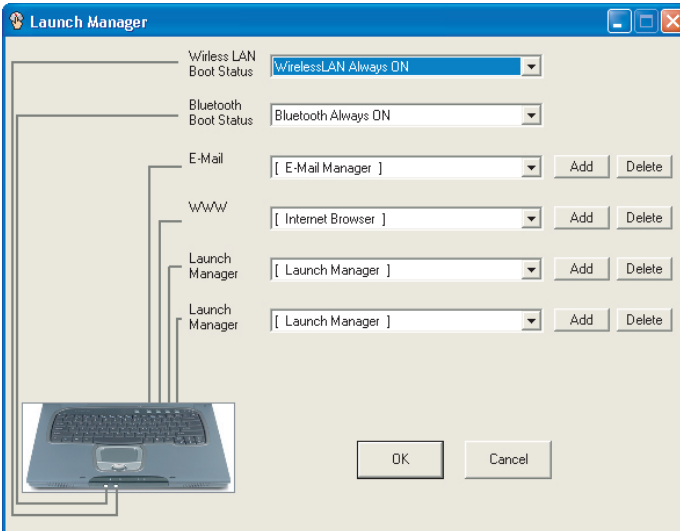 Launch Manager
Wirless LAN
Boot Status
WirelessLAN Always ON
Bluetooth
Boot Status
Bluetooth Always ON
E-Mail
[ E-Mail Manager ]
Add
Delete
WWW
[ Internet Browser ]
Add
Delete
Launch
Manager
[ Launch Manager ]
Add
Delete
Launch
Manager
[ Launch Manager ]
Add
Delete
OK
Cancel